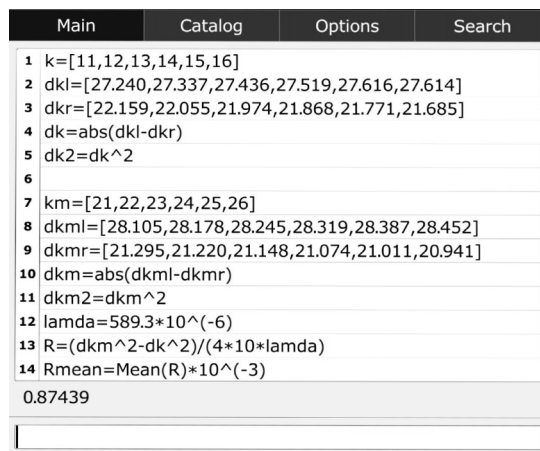 Main Catalog Options Search
1 k=[11,12,13,14,15,16]
2 dkl=[27.240,27.337,27.436,27.519,27.616,27.614]
3 dkr=[22.159,22.055,21.974,21.868,21.771,21.685]
4 dk=abs(dkl-dkr)
5 dk2=dk^2
6
7 km=[21,22,23,24,25,26]
8 dkml=[28.105,28.178,28.245,28.319,28.387,28.452]
9 dkmr=[21.295,21.220,21.148,21.074,21.011,20.941]
10 dkm=abs(dkml-dkmr)
11 dkm2=dkm^2
12 lamda=589.3*10^(-6)
13 R=(dkm^2-dk^2)/(4*10*lamda)
14 Rmean=Mean(R)*10^(-3)
0.87439